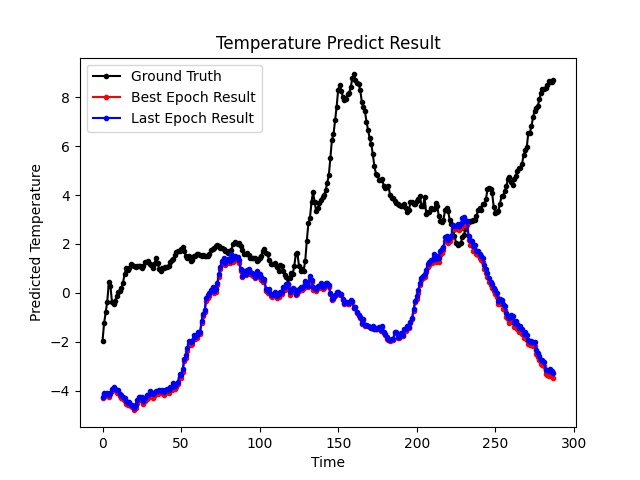 Temperature Predict Result
Ground Truth
Best Epoch Result
Last Epoch Result
Predicted Temperature
8
6
4
2
0
−2
−4
0 50 100 150 200 250 300
Time